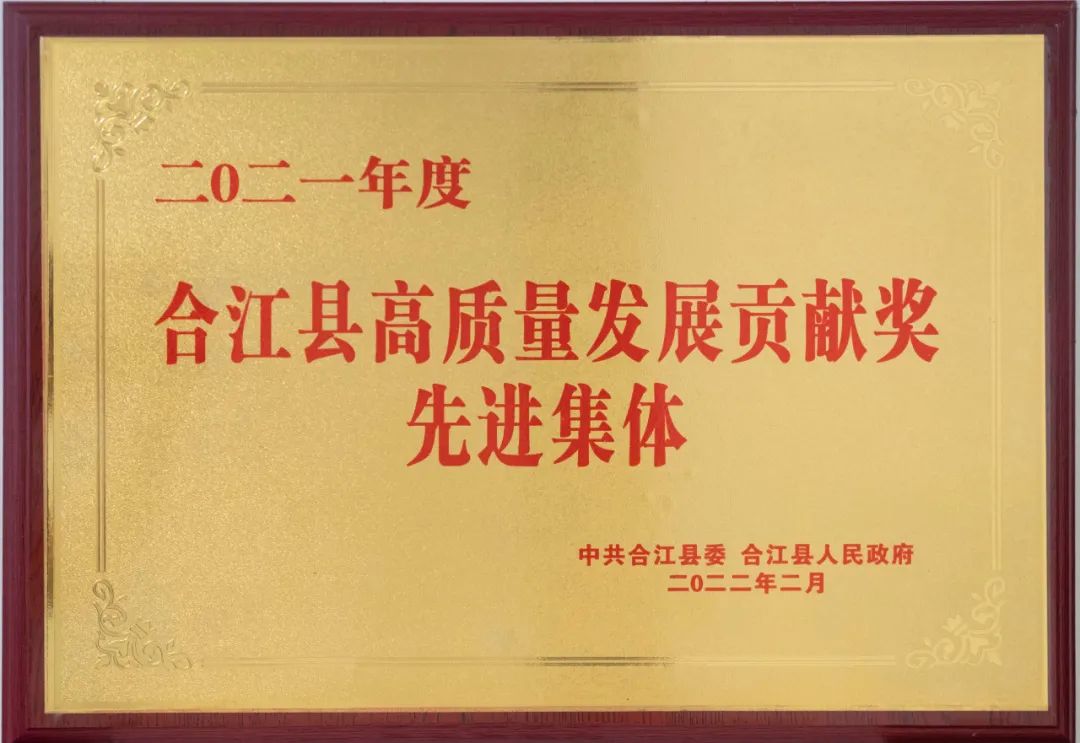 二0二一年度
合江县高质量发展贡献奖
先进集体
中共合江县委 合江县人民政府
二0二二年二月